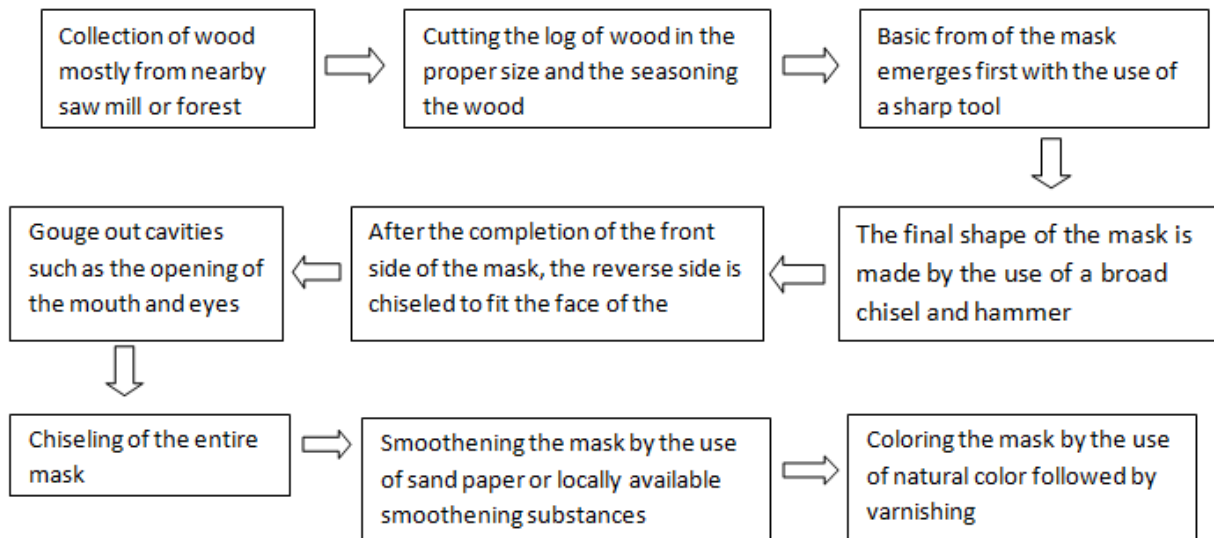 Collection of wood
mostly from nearby
saw mill or forest
Cutting the log of wood in the
proper size and the seasoning
the wood
Basic from of the mask
emerges first with the use of
a sharp tool
The final shape of the mask is
made by the use of a broad
chisel and hammer
After the completion of the front
side of the mask, the reverse side is
chiseled to fit the face of the
Gouge out cavities
such as the opening of
the mouth and eyes
Chiseling of the entire
mask
Smoothening the mask by the use
of sand paper or locally available
smoothening substances
Coloring the mask by the use
of natural color followed by
varnishing